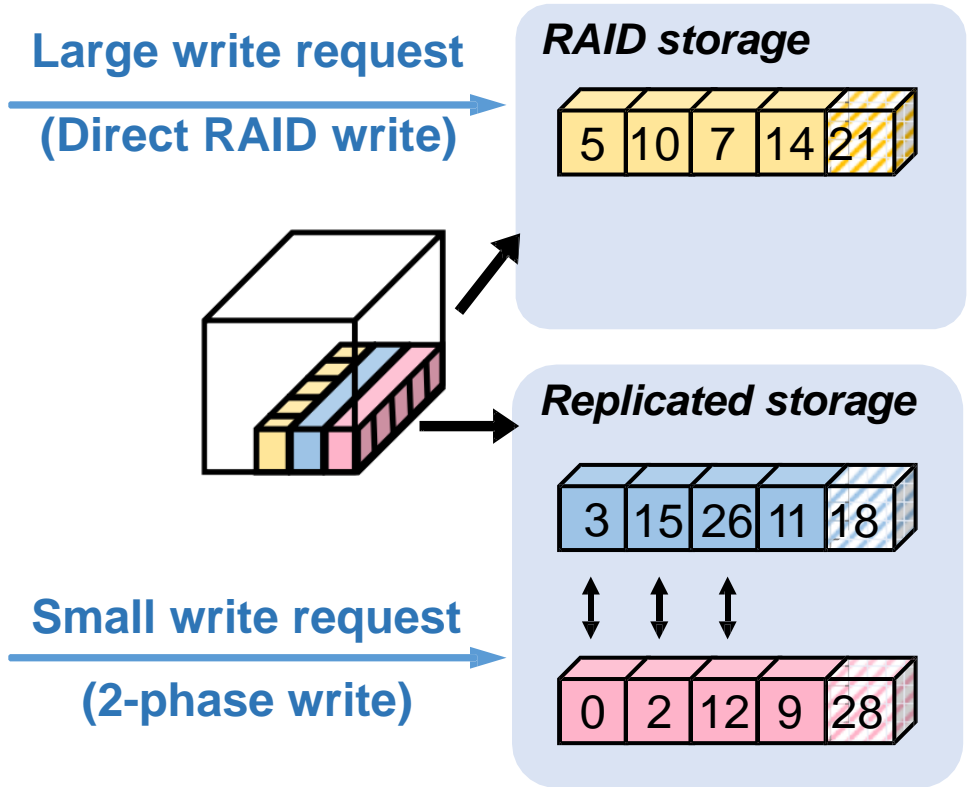 Large write request
(Direct RAID write)
RAID storage
5 10 7 14 21
Replicated storage
3 15 26 11 18
Small write request
(2-phase write)
0 2 12 9 28